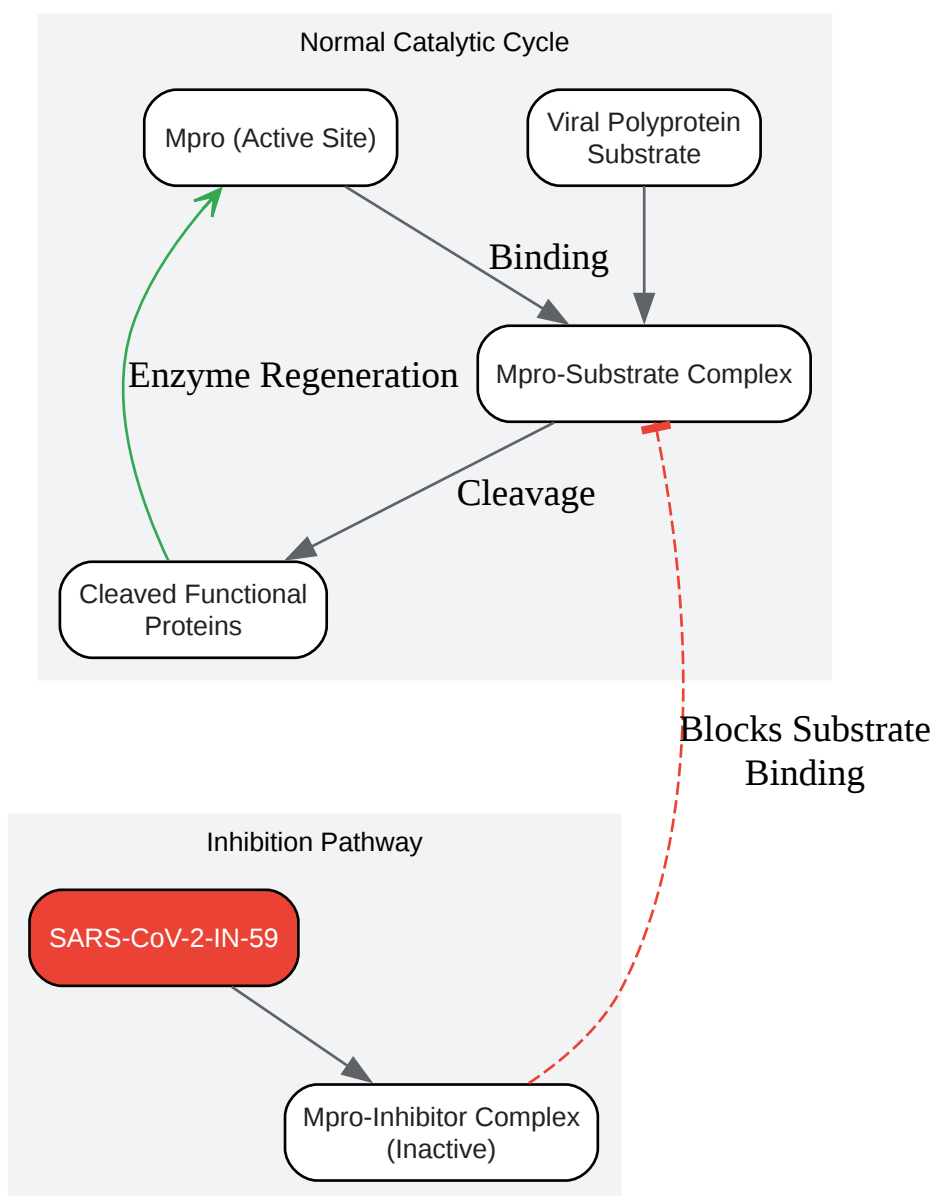 Normal Catalytic Cycle
Mpro (Active Site)
Viral Polyprotein
Substrate
Binding
Enzyme Regeneration
Mpro-Substrate Complex
Cleavage
Cleaved Functional
Proteins
Blocks Substrate
Binding
Inhibition Pathway
SARS-CoV-2-IN-59
Mpro-Inhibitor Complex
(Inactive)